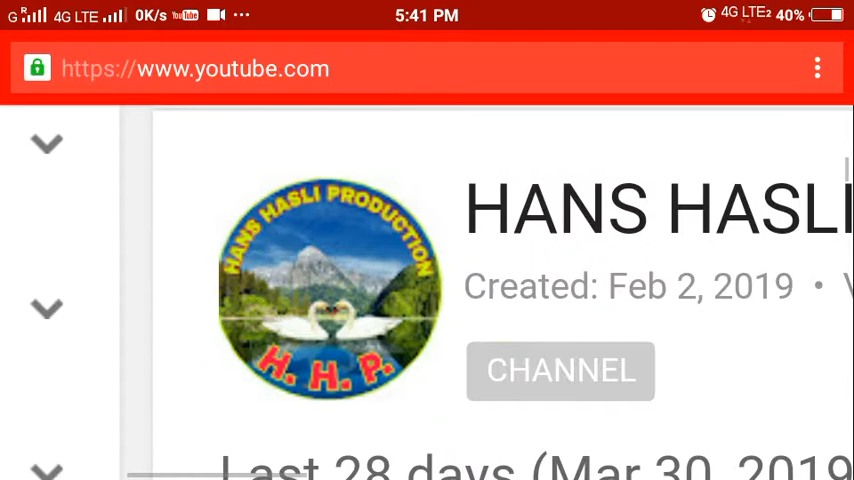 G R 4G LTE 0K/s YouTube ... 5:41 PM 4G LTE2 40%
https://www.youtube.com
HANS HASLI PRODUCTION
H. H. P.
HANS HASLI
Created: Feb 2, 2019 •
CHANNEL
Last 28 days (Mar 30, 2019